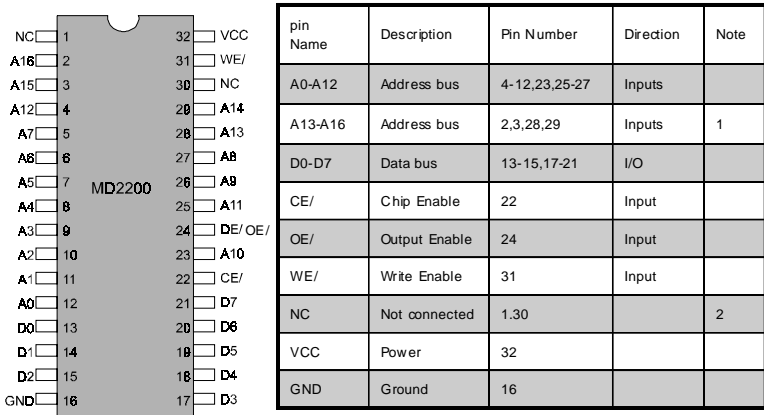 NC 1 32 VCC
A16 2 31 WE/
A15 3 30 NC
A12 4 29 A14
A7 5 28 A13
A6 6 27 A8
A5 7 MD2200 26 A9
A4 8 25 A11
A3 9 24 DE/ OE/
A2 10 23 A10
A1 11 22 CE/
A0 12 21 D7
D0 13 20 D6
D1 14 19 D5
D2 15 18 D4
GND 16 17 D3
pin Name Description Pin Number Direction Note
A0-A12 Address bus 4-12,23,25-27 Inputs
A13-A16 Address bus 2,3,28,29 Inputs 1
D0-D7 Data bus 13-15,17-21 I/O
CE/ Chip Enable 22 Input
OE/ Output Enable 24 Input
WE/ Write Enable 31 Input
NC Not connected 1.30 2
VCC Power 32
GND Ground 16